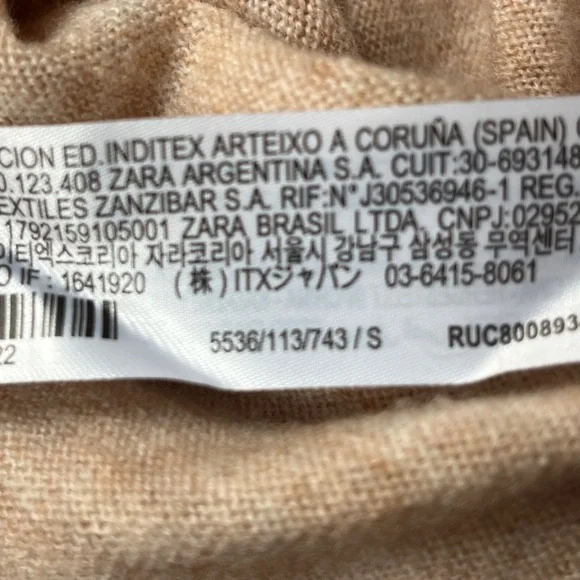 CION ED.INDITEX ARTEIXO A CORUÑA (SPAIN)
0.123.408 ZARA ARGENTINA S.A. CUIT:30-693148
EXTILES ZANZIBAR S.A. RIF:N°J30536946-1 REG.
1792159105001 ZARA BRASIL LTDA, CNPJ:02952
아이티엑스코리아 자라코리아 서울시 강남구 삼성동 무역센터
O IF: 1641920 (株)ITXジャパン 03-6415-8061
5536/113/743 / S RUC800893
22